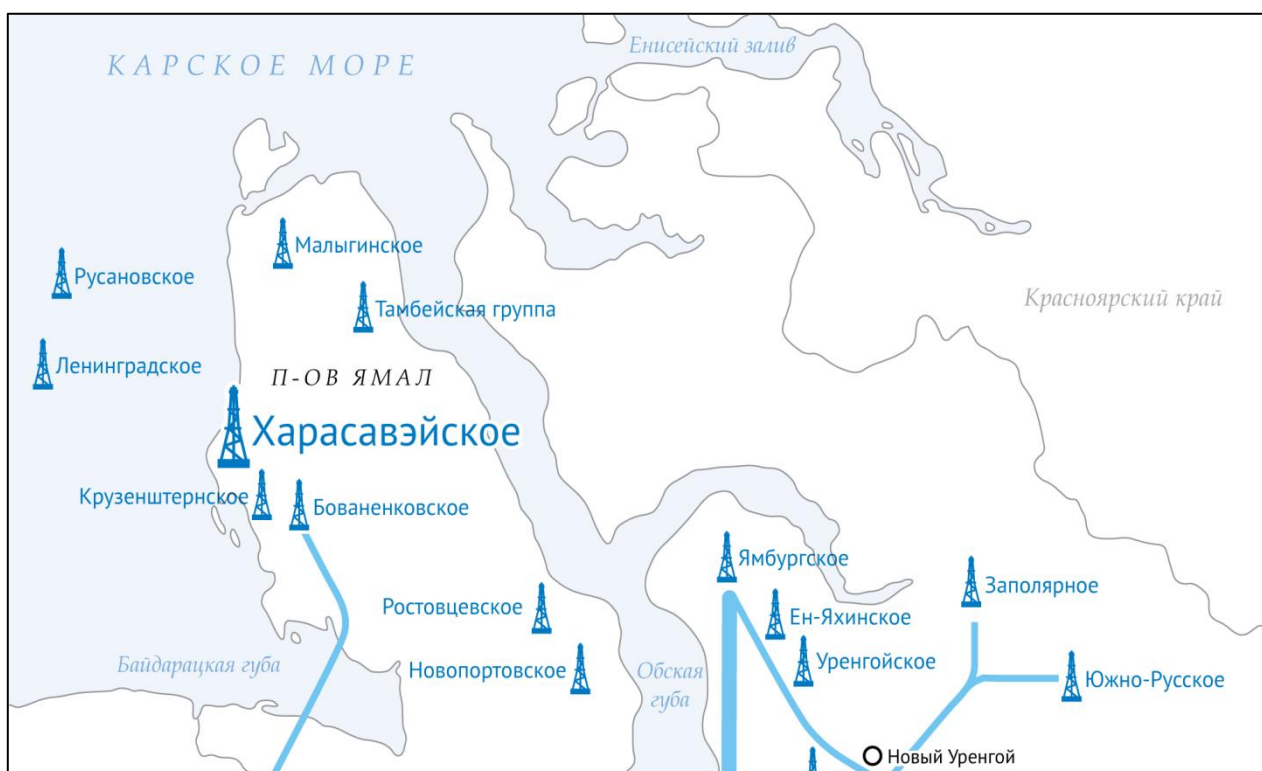 Енисейский залив
КАРСКОЕ МОРЕ
Малыгинское
Русановское
Тамбейская группа
Красноярский край
Ленинградское
П-ОВ ЯМАЛ
Харасавэйское
Крузенштернское
Бованенковское
Ямбургское
Заполярное
Ростовцевское
Ен-Яхинское
Байдарацкая губа
Новопортовское
Обская
губа
Уренгойское
Южно-Русское
Новый Уренгой